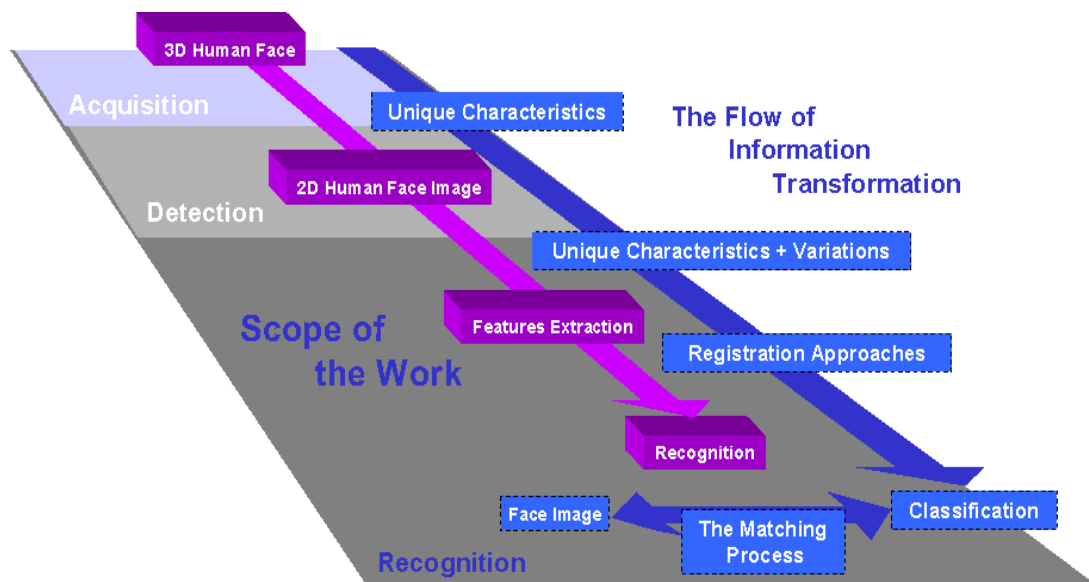 3D Human Face
Acquisition
Unique Characteristics
The Flow of
Information
Transformation
2D Human Face Image
Detection
Unique Characteristics + Variations
Features Extraction
Scope of
the Work
Registration Approaches
Recognition
Face Image
The Matching
Process
Classification
Recognition